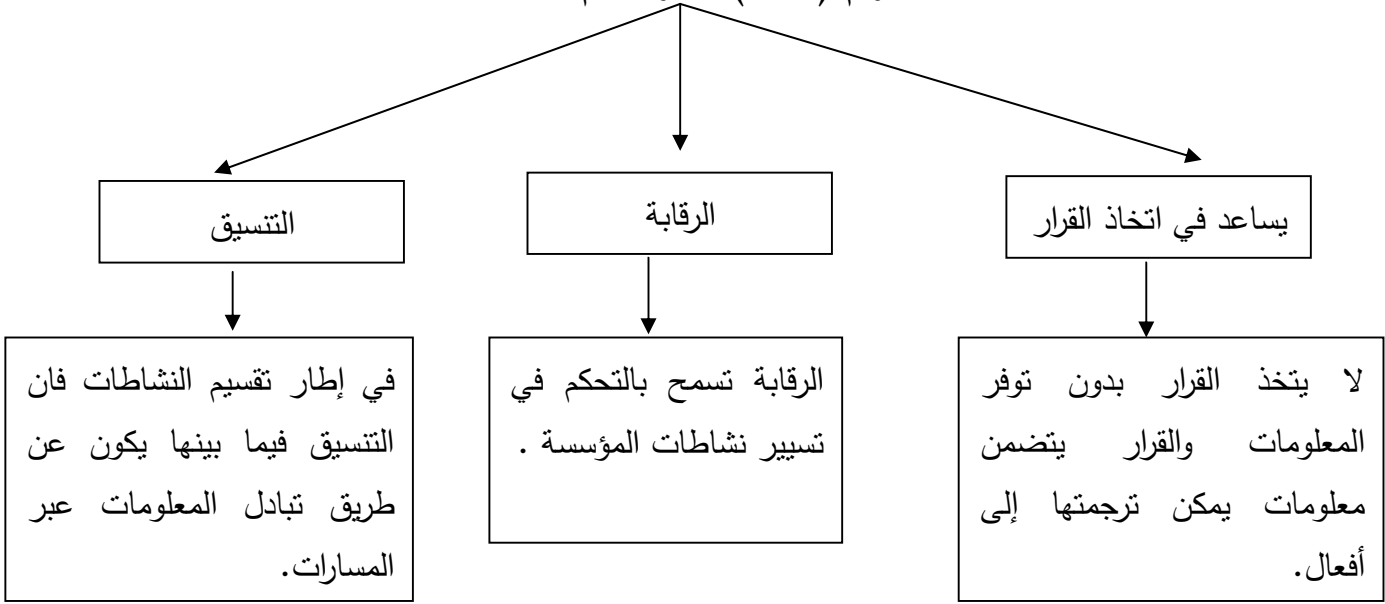 يساعد في اتخاذ القرار
الرقابة
التنسيق
لا يتخذ القرار بدون توفر
المعلومات والقرار يتضمن
معلومات يمكن ترجمتها إلى
أفعال.
الرقابة تسمح بالتحكم في
تسيير نشاطات المؤسسة .
في إطار تقسيم النشاطات فان
التنسيق فيما بينها يكون عن
طريق تبادل المعلومات عبر
المسارات.